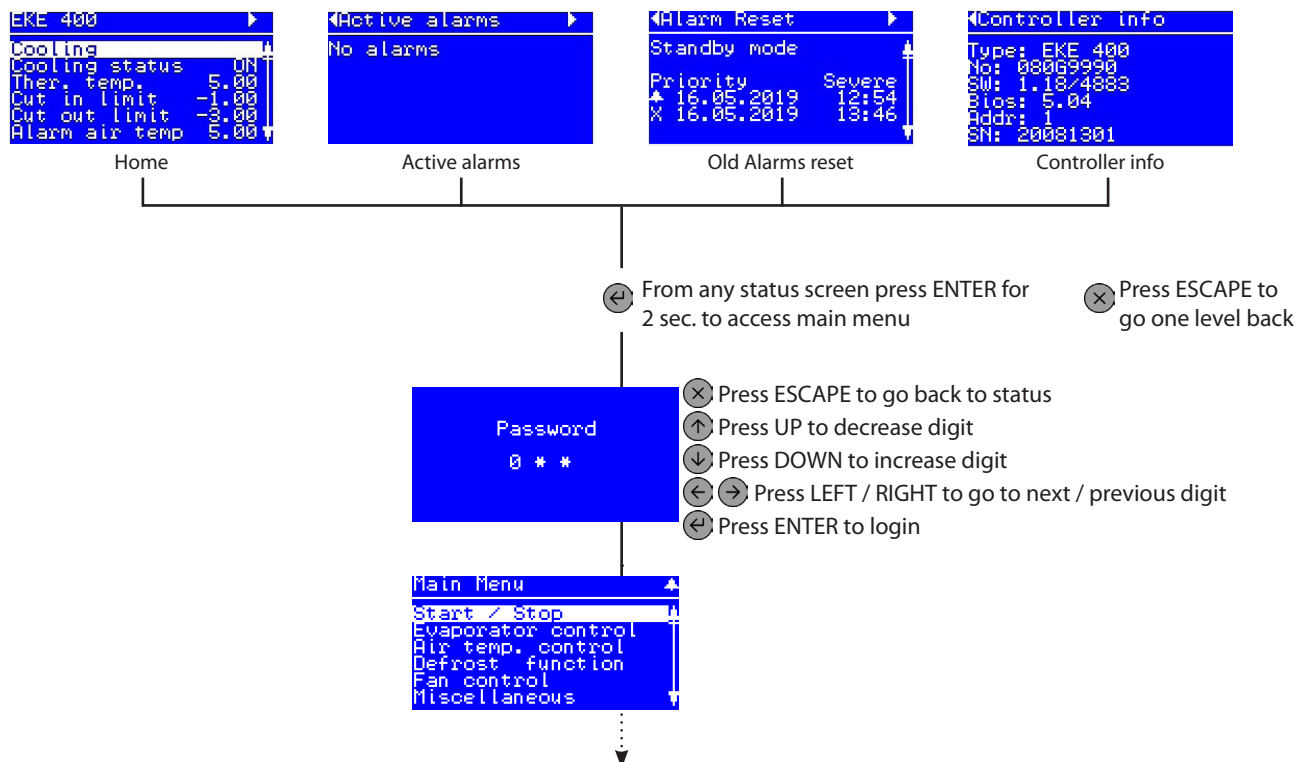 EKE 400
Cooling
Cooling status ON
Ther. temp. 5.00
Cut in limit -1.00
Cut out limit -3.00
Alarm air temp 5.00
Home
Active alarms
No alarms
Active alarms
Alarm Reset
Standby mode
Priority Severe
16.05.2019 12:54
X 16.05.2019 13:46
Old Alarms reset
Controller info
Type: EKE 400
No: 080G9990
SW: 1.18/4883
Bios: 5.04
Addr: 1
SN: 20081301
Controller info
From any status screen press ENTER for
2 sec. to access main menu
Press ESCAPE to
go one level back
Password
0 * *
Press ESCAPE to go back to status
Press UP to decrease digit
Press DOWN to increase digit
Press LEFT / RIGHT to go to next / previous digit
Press ENTER to login
Main Menu
Start / Stop
Evaporator control
Air temp. control
Defrost function
Fan control
Miscellaneous